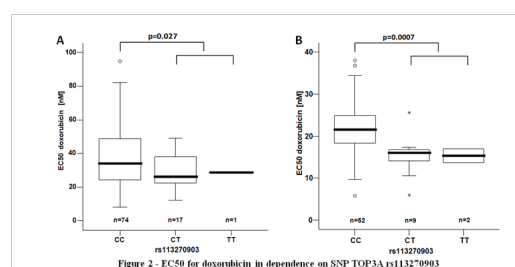 A
p=0.027
EC50 doxorubicin [nM]
100
80
60
40
20
0
n=74
n=17
n=1
CC
CT
TT
rs113270903
B
p=0.0007
EC50 doxorubicin [nM]
40
30
20
10
0
n=52
n=9
n=2
CC
CT
TT
rs113270903
Figure 2 - EC50 for doxorubicin in dependence on SNP TOP3A rs113270903